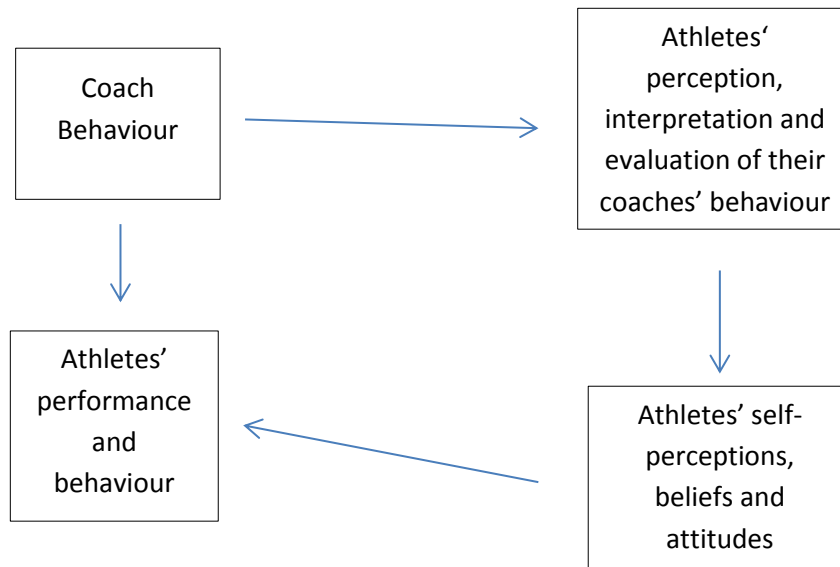 Coach
Behaviour
Athletes‘
perception,
interpretation and
evaluation of their
coaches’ behaviour
Athletes’
performance
and
behaviour
Athletes’ self-
perceptions,
beliefs and
attitudes